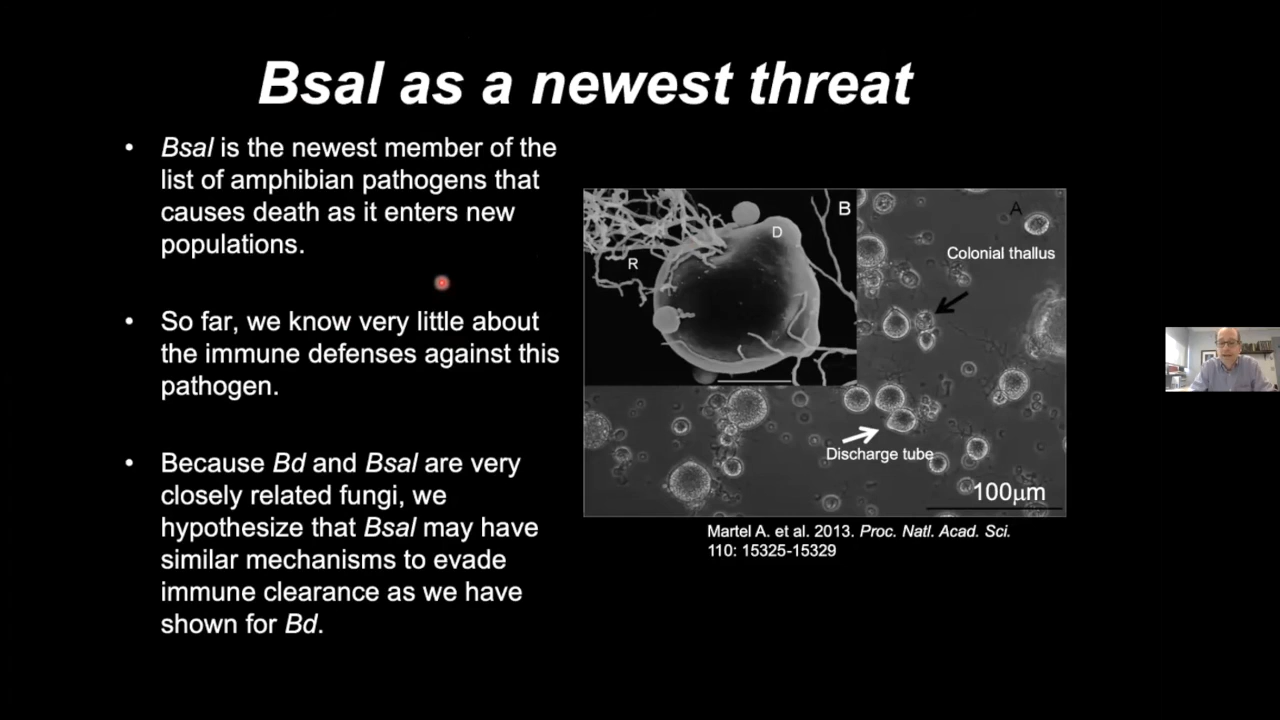 Bsal as a newest threat
• Bsal is the newest member of the
list of amphibian pathogens that
causes death as it enters new
populations.
• So far, we know very little about
the immune defenses against this
pathogen.
• Because Bd and Bsal are very
closely related fungi, we
hypothesize that Bsal may have
similar mechanisms to evade
immune clearance as we have
shown for Bd.
B
D
R
A
Colonial thallus
Discharge tube
100μm
Martel A. et al. 2013. Proc. Natl. Acad. Sci.
110: 15325-15329